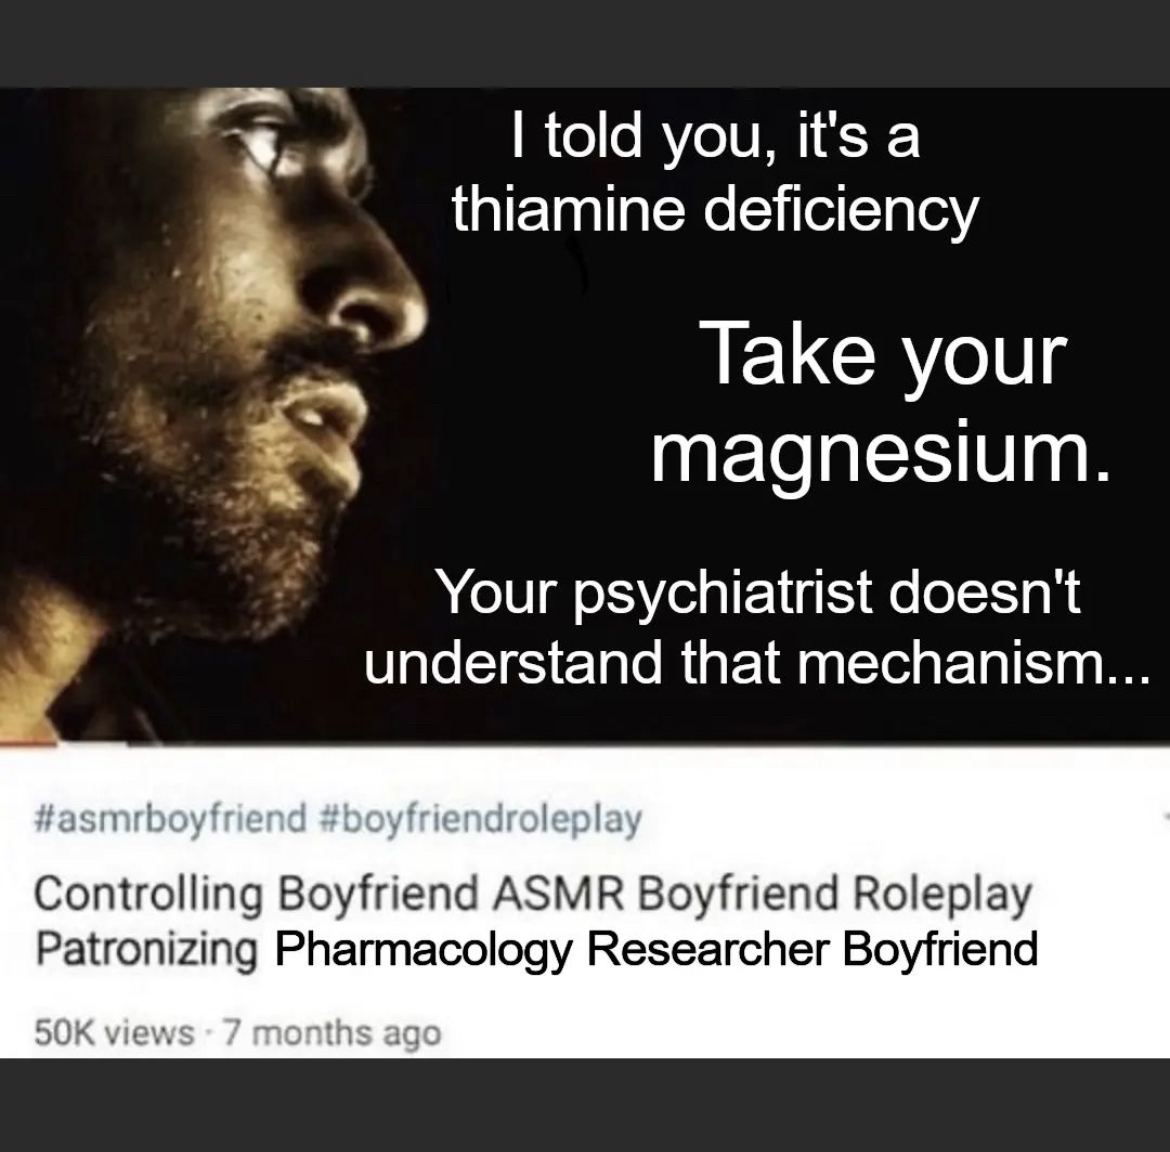 I told you, it's a
thiamine deficiency
Take your
magnesium.
Your psychiatrist doesn't
understand that mechanism...
#asmrboyfriend #boyfriendroleplay
Controlling Boyfriend ASMR Boyfriend Roleplay
Patronizing Pharmacology Researcher Boyfriend
50K views · 7 months ago